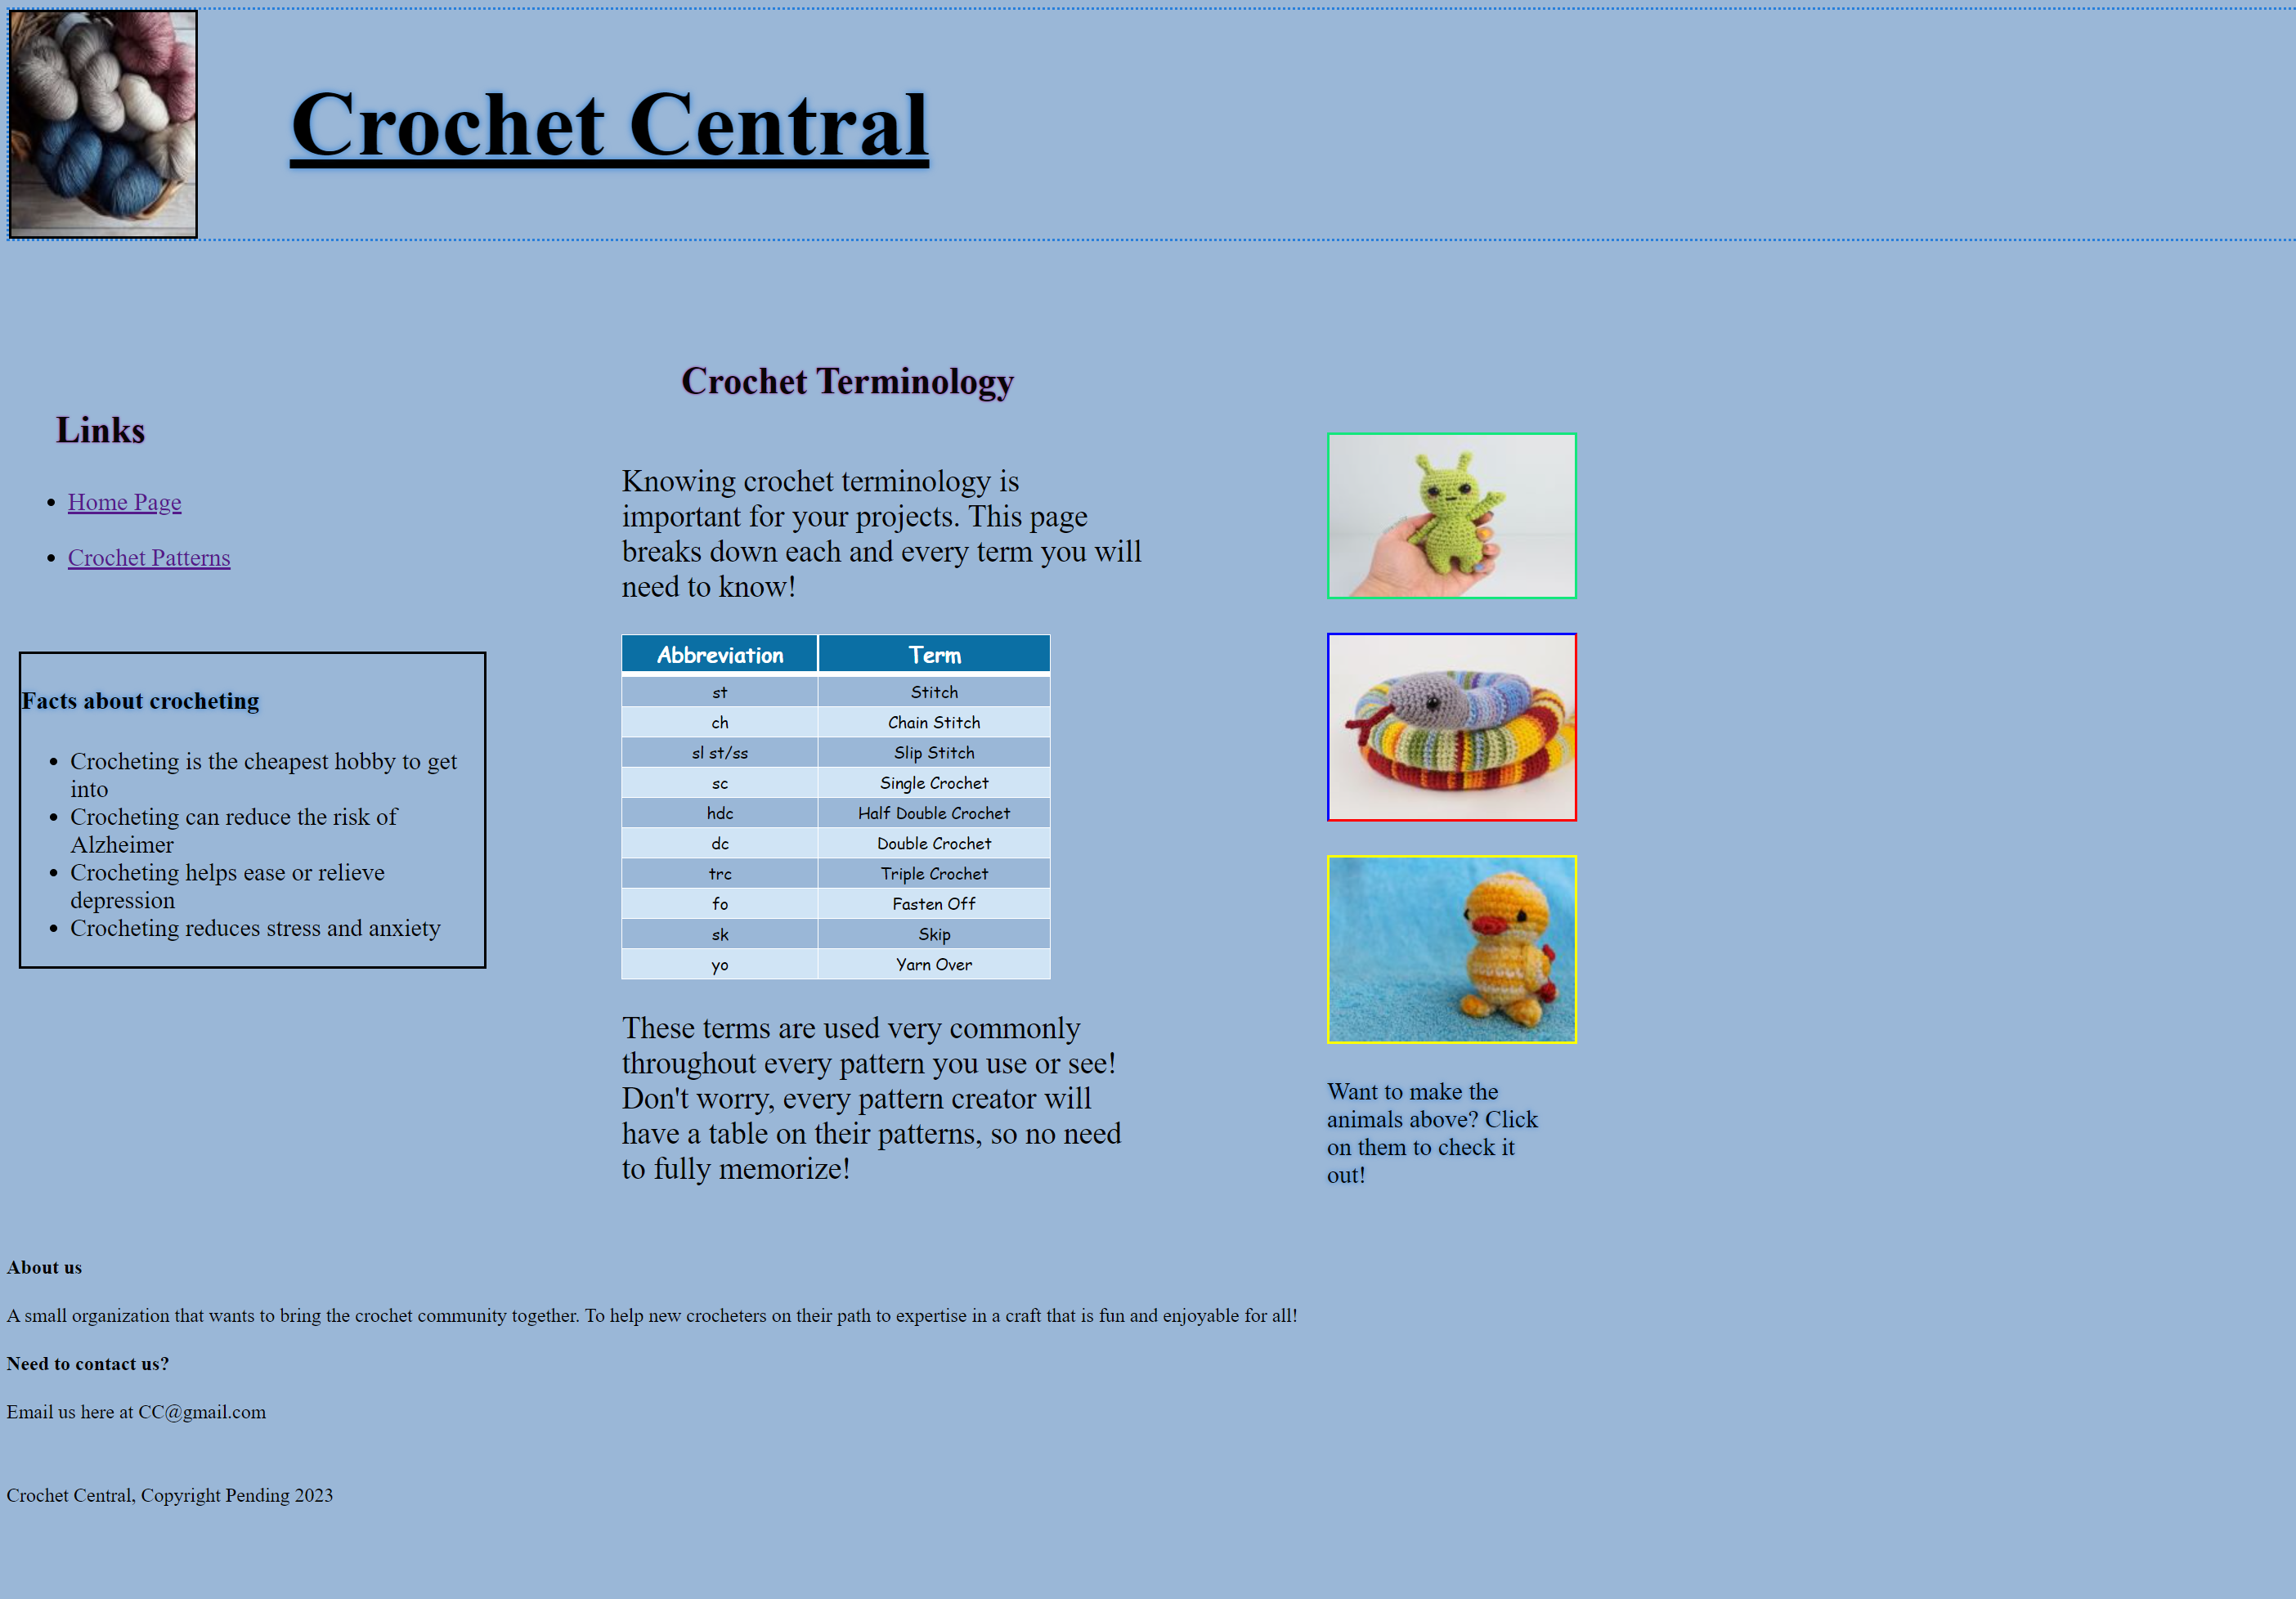 Crochet Central
Links
Home Page
Crochet Patterns
Facts about crocheting
Crocheting is the cheapest hobby to get
into
Crocheting can reduce the risk of
Alzheimer
Crocheting helps ease or relieve
depression
Crocheting reduces stress and anxiety
Crochet Terminology
Knowing crochet terminology is
important for your projects. This page
breaks down each and every term you will
need to know!
Abbreviation Term
st Stitch
ch Chain Stitch
sl st/ss Slip Stitch
sc Single Crochet
hdc Half Double Crochet
dc Double Crochet
trc Triple Crochet
fo Fasten Off
sk Skip
yo Yarn Over
These terms are used very commonly
throughout every pattern you use or see!
Don't worry, every pattern creator will
have a table on their patterns, so no need
to fully memorize!
Want to make the
animals above? Click
on them to check it
out!
About us
A small organization that wants to bring the crochet community together. To help new crocheters on their path to expertise in a craft that is fun and enjoyable for all!
Need to contact us?
Email us here at CC@gmail.com
Crochet Central, Copyright Pending 2023